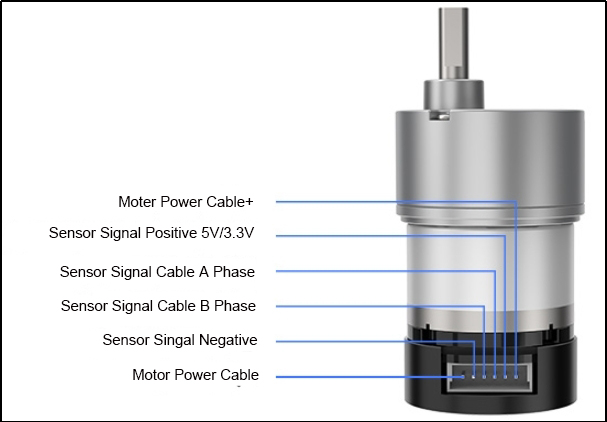 Moter Power Cable+
Sensor Signal Positive 5V/3.3V
Sensor Signal Cable A Phase
Sensor Signal Cable B Phase
Sensor Singal Negative
Motor Power Cable